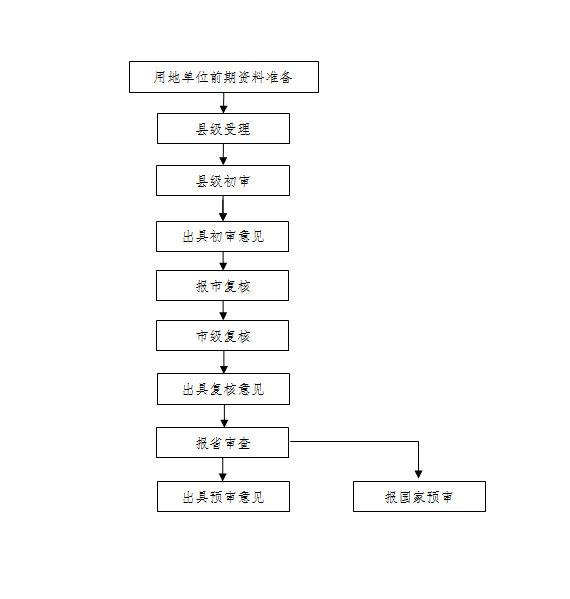 用地单位前期资料准备
县级受理
县级初审
出具初审意见
报市复核
市级复核
出具复核意见
报省审查
出具预审意见
报国家预审